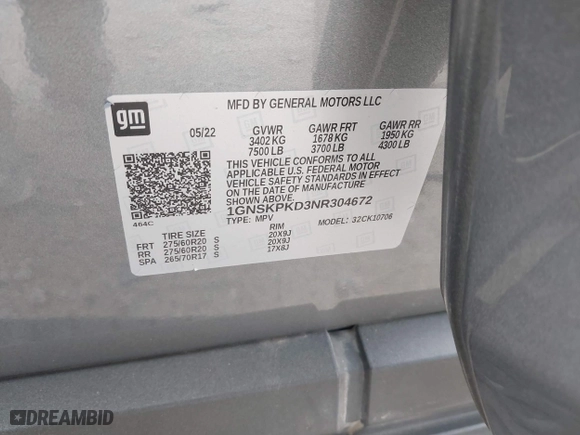 gm
MFD BY GENERAL MOTORS LLC
05/22 GVWR GAWR FRT GAWR RR
3402 KG 1678 KG 1950 KG
7500 LB 3700 LB 4300 LB
THIS VEHICLE CONFORMS TO ALL
APPLICABLE U.S. FEDERAL MOTOR
VEHICLE SAFETY STANDARDS IN EFFECT
ON THE DATE OF MANUFACTURE
SHOWN ABOVE.
1GNSKPKD3NR304672
464C
TYPE: MPV MODEL: 32CK10706
TIRE SIZE RIM
FRT 275/60R20 S 20X9J
RR 275/60R20 S 20X9J
SPA 265/70R17 S 17X8J
DREAMBID